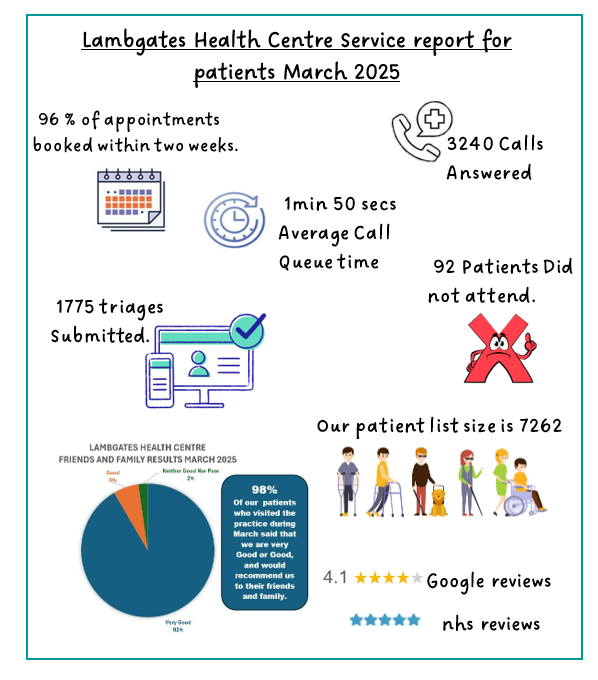 Lambgates Health Centre Service report for
patients March 2025
96 % of appointments
booked within two weeks.
3240 Calls
Answered
1min 50 secs
Average Call
Queue time
92 Patients Did
not attend.
1775 triages
Submitted.
Our patient list size is 7262
LAMBGATES HEALTH CENTRE
FRIENDS AND FAMILY RESULTS MARCH 2025
Good
6%
Neither Good Nor Poor
2%
Very Good
92%
98%
Of our patients
who visited the
practice during
March said that
we are very
Good or Good,
and would
recommend us
to their friends
and family.
4.1 Google reviews
nhs reviews